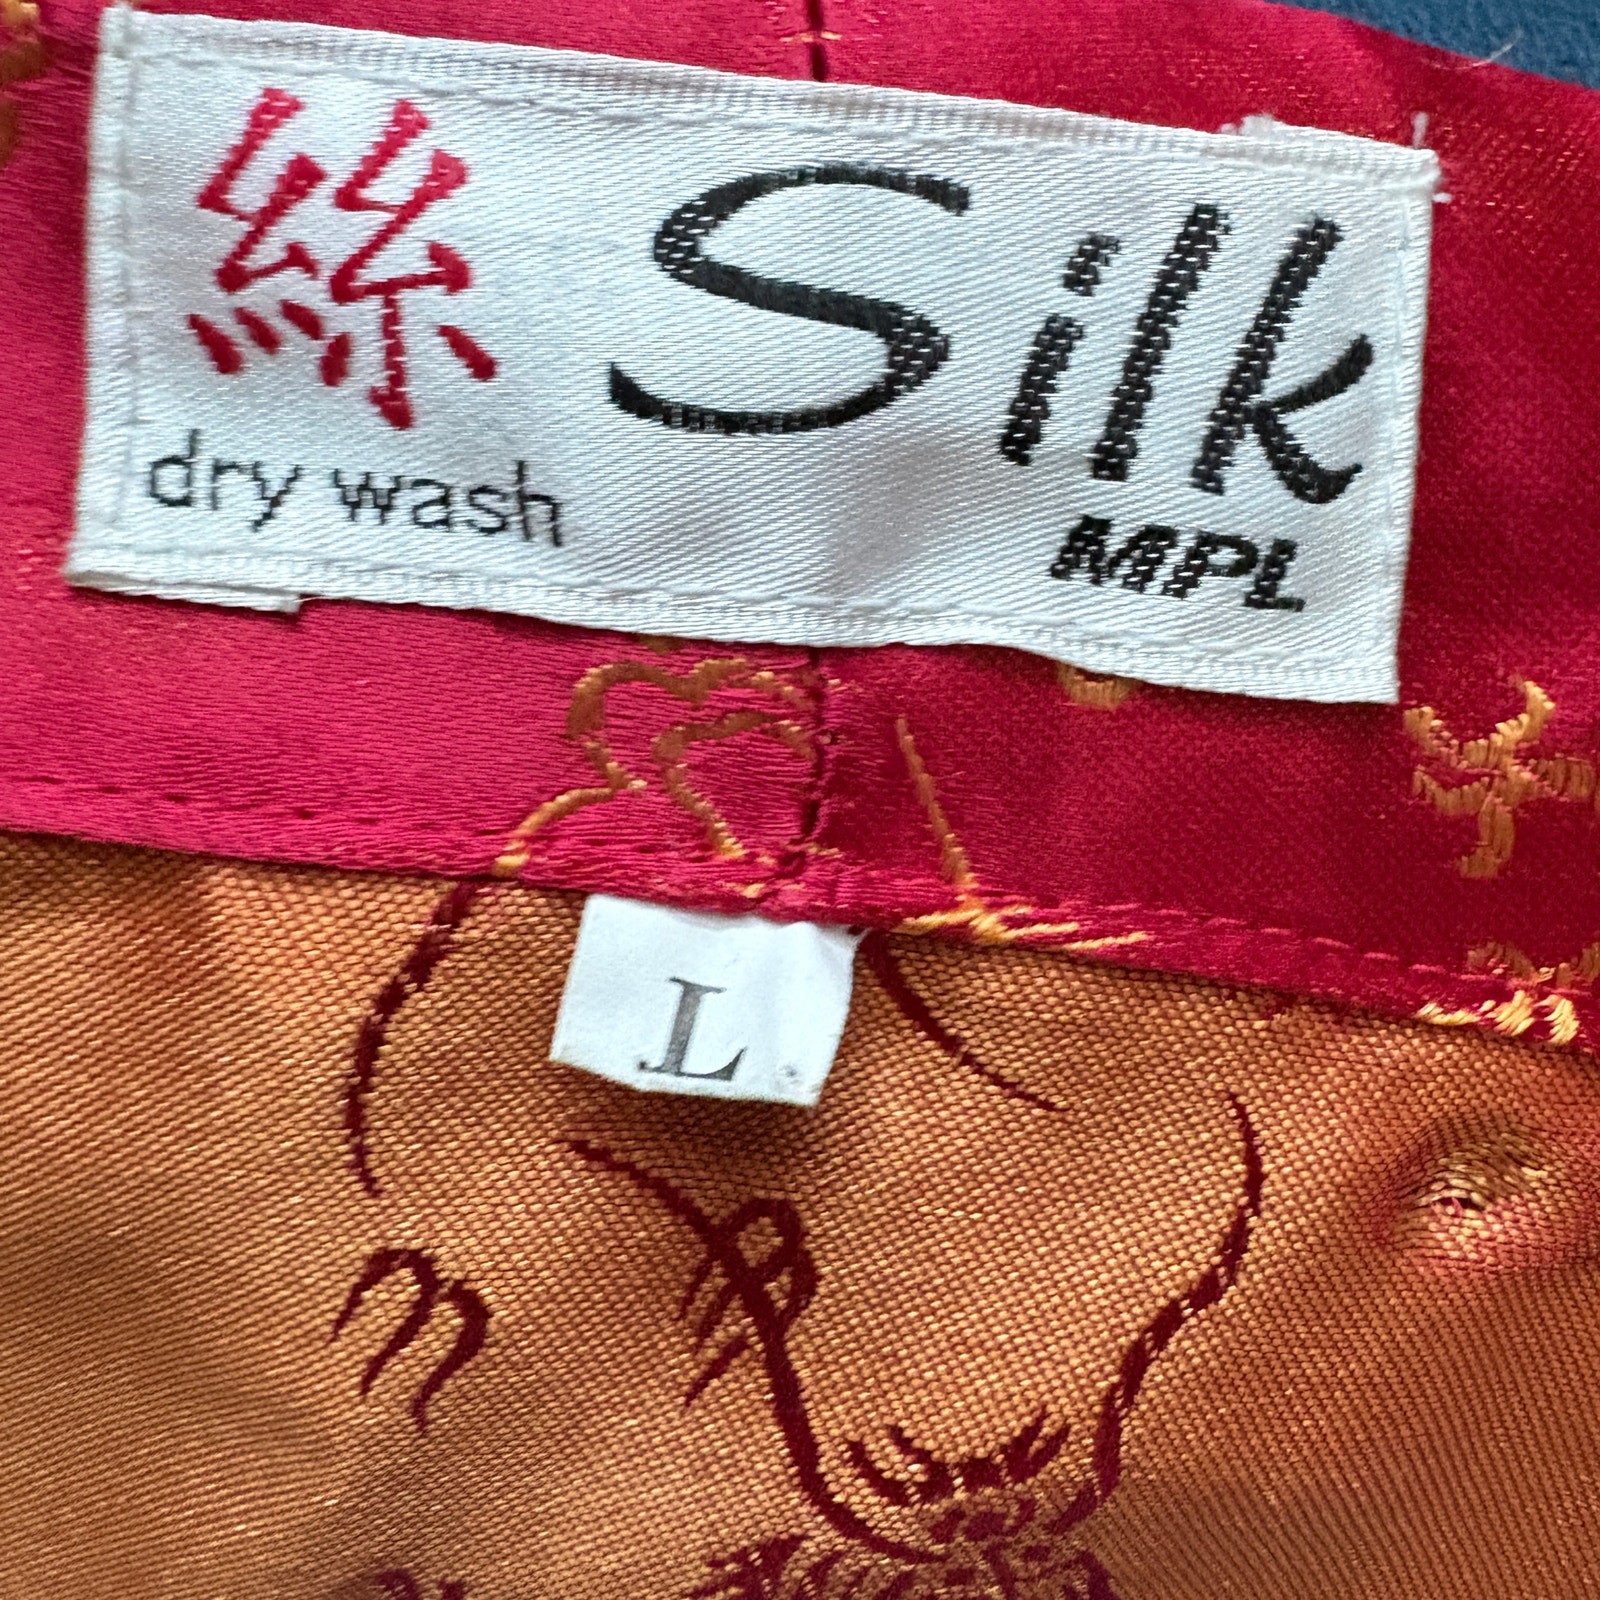 絲 Silk
dry wash
MPL
L